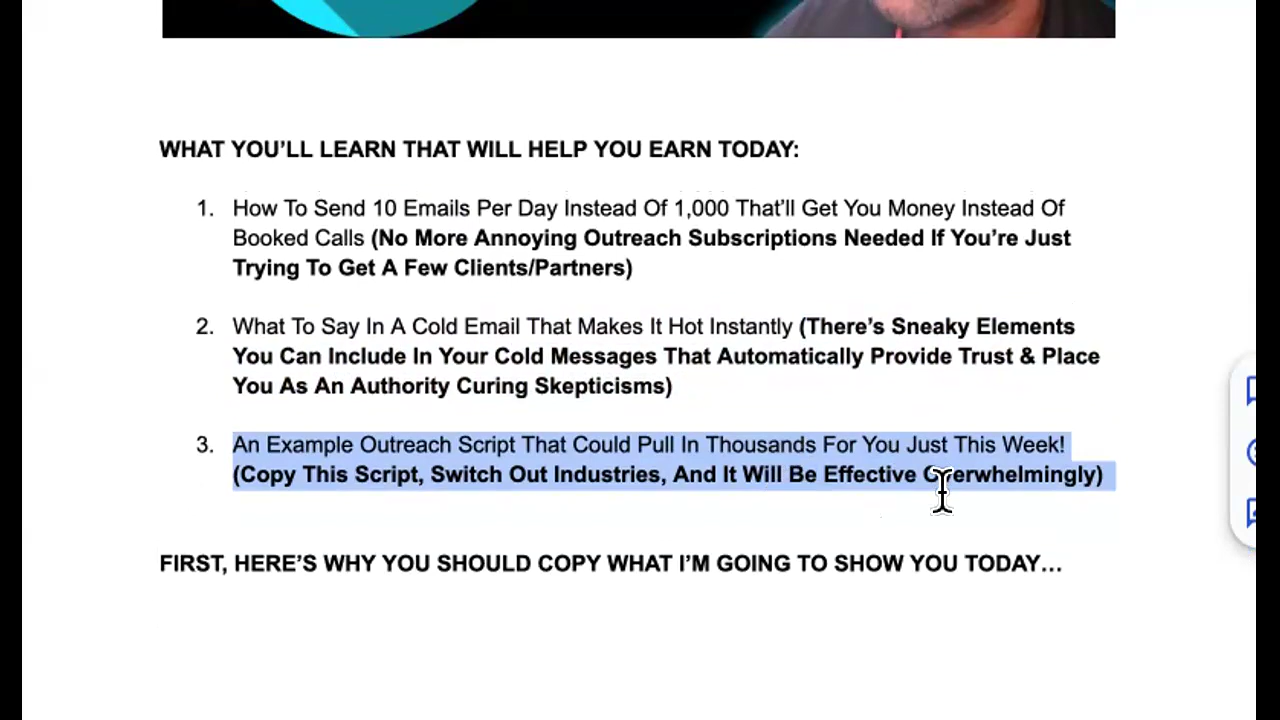 WHAT YOU’LL LEARN THAT WILL HELP YOU EARN TODAY:
1. How To Send 10 Emails Per Day Instead Of 1,000 That’ll Get You Money Instead Of
Booked Calls (No More Annoying Outreach Subscriptions Needed If You’re Just
Trying To Get A Few Clients/Partners)
2. What To Say In A Cold Email That Makes It Hot Instantly (There’s Sneaky Elements
You Can Include In Your Cold Messages That Automatically Provide Trust & Place
You As An Authority Curing Skepticisms)
3. An Example Outreach Script That Could Pull In Thousands For You Just This Week!
(Copy This Script, Switch Out Industries, And It Will Be Effective Overwhelmingly)
FIRST, HERE’S WHY YOU SHOULD COPY WHAT I’M GOING TO SHOW YOU TODAY…